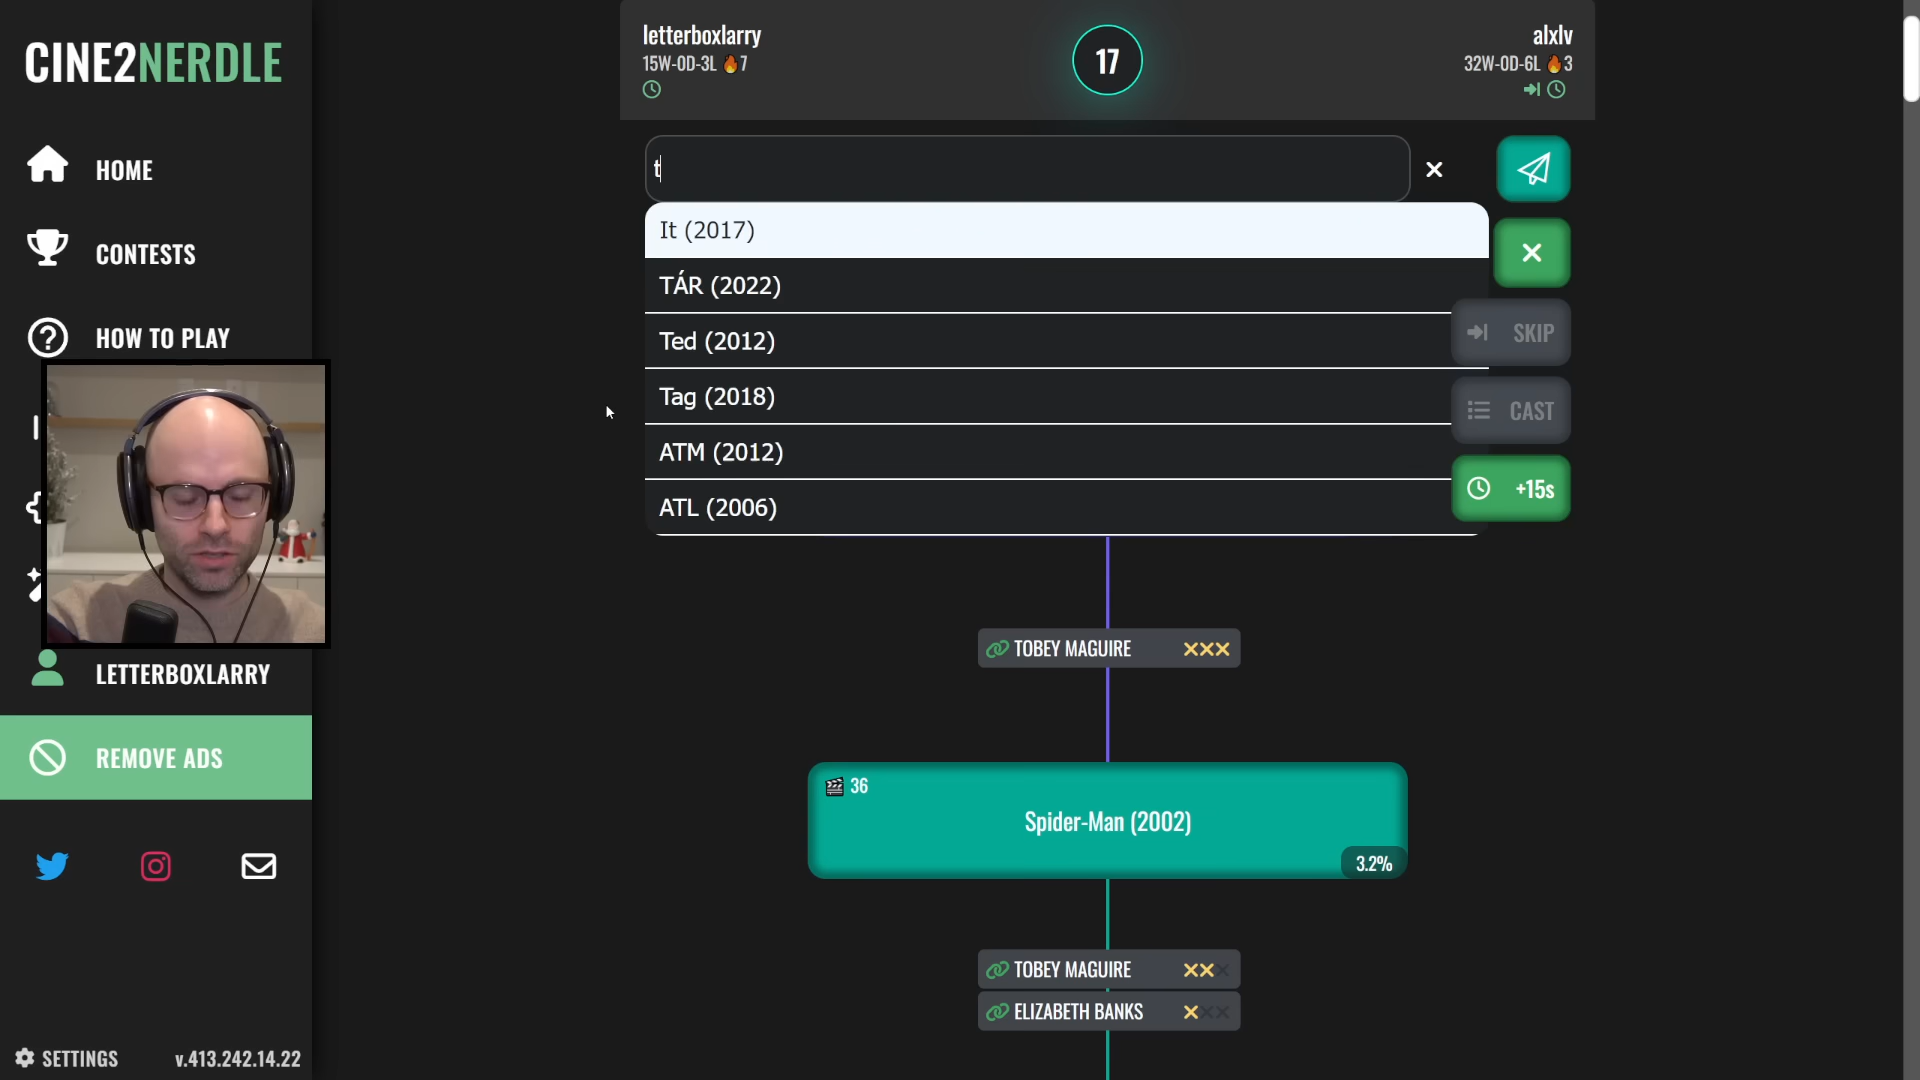 CINE2NERDLE
HOME
CONTESTS
HOW TO PLAY
LETTERBOXLARRY
REMOVE ADS
SETTINGS
v.413.242.14.22
letterboxlarry
15W-0D-3L 🔥7
17
alxlv
32W-0D-6L 🔥3
t
It (2017)
TÁR (2022)
Ted (2012)
Tag (2018)
ATM (2012)
ATL (2006)
SKIP
CAST
+15s
TOBEY MAGUIRE
36
Spider-Man (2002)
3.2%
TOBEY MAGUIRE
ELIZABETH BANKS